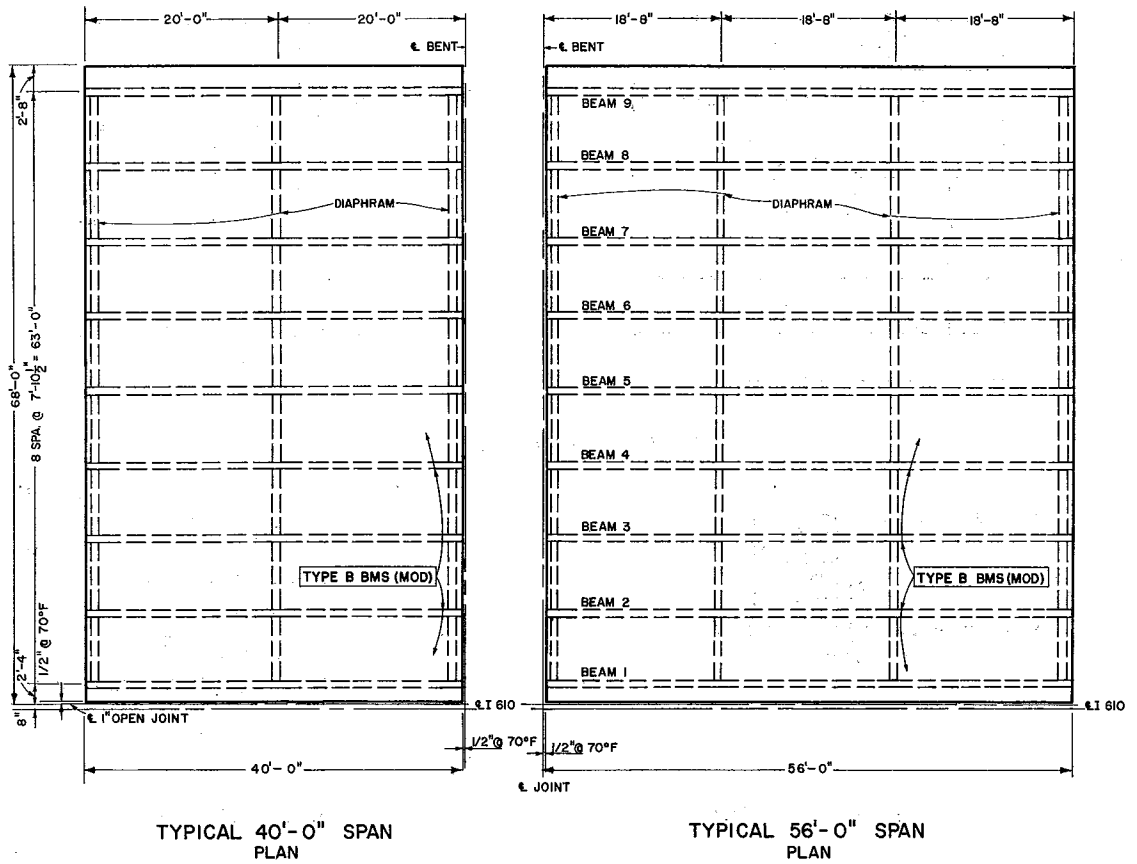 20'-0" 20'-0"
℄ BENT
18'-8" 18'-8" 18'-8"
℄ BENT
2'-8"
68'-0"
8 SPA. @ 7'-10½" = 63'-0"
2'-4"
1/2" @ 70°F
8"
DIAPHRAM
TYPE B BMS (MOD)
℄ 1" OPEN JOINT
℄ I 610
1/2" @ 70°F
40'-0"
BEAM 9
BEAM 8
DIAPHRAM
BEAM 7
BEAM 6
BEAM 5
BEAM 4
BEAM 3
TYPE B BMS (MOD)
BEAM 2
BEAM 1
℄ I 610
1/2" @ 70°F
56'-0"
℄ JOINT
TYPICAL 40'-0" SPAN
PLAN
TYPICAL 56'-0" SPAN
PLAN